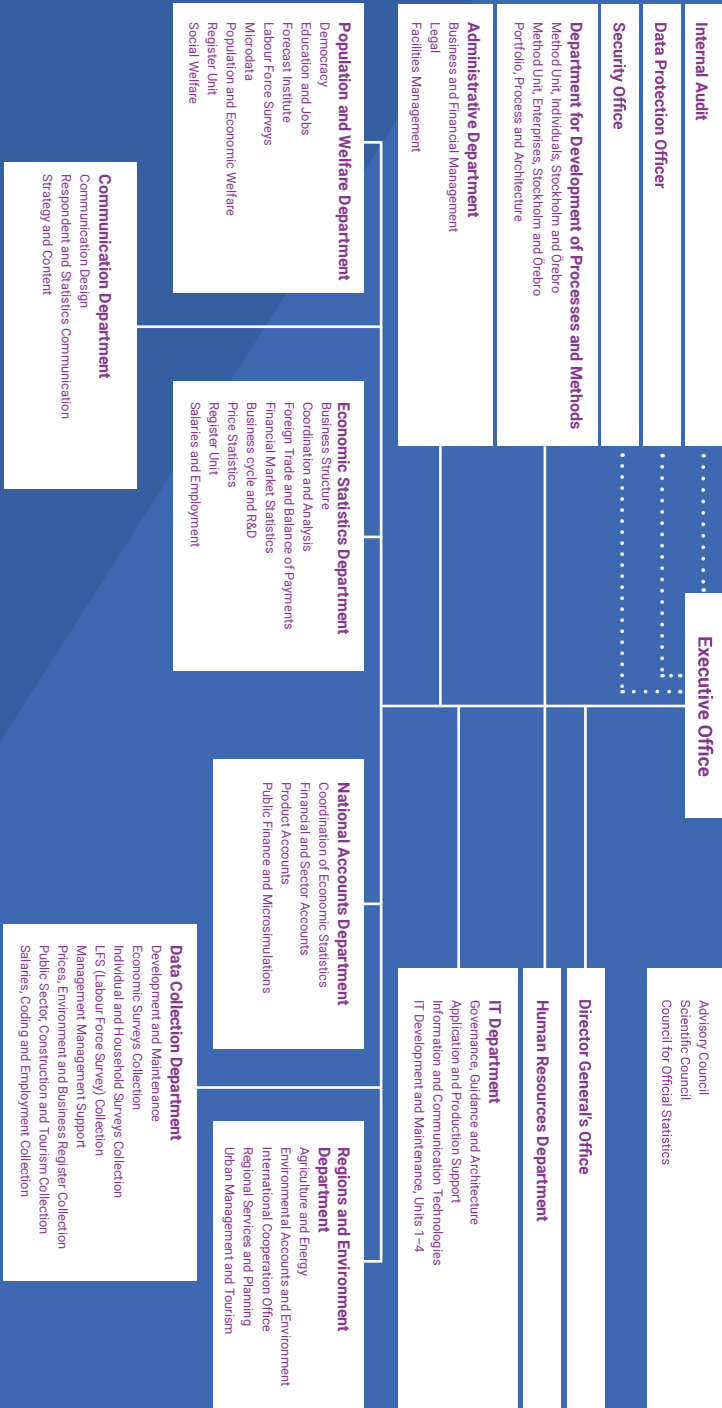 Executive Office
Advisory Council
Scientific Council
Council for Official Statistics
Internal Audit
Data Protection Officer
Security Office
Director General's Office
Department for Development of Processes and Methods
Method Unit, Individuals, Stockholm and Örebro
Method Unit, Enterprises, Stockholm and Örebro
Portfolio, Process and Architecture
Human Resources Department
Administrative Department
Business and Financial Management
Legal
Facilities Management
IT Department
Governance, Guidance and Architecture
Application and Production Support
Information and Communication Technologies
IT Development and Maintenance, Units 1–4
Population and Welfare Department
Democracy
Education and Jobs
Forecast Institute
Labour Force Surveys
Microdata
Population and Economic Welfare
Register Unit
Social Welfare
Economic Statistics Department
Business Structure
Coordination and Analysis
Foreign Trade and Balance of Payments
Financial Market Statistics
Business cycle and R&D
Price Statistics
Register Unit
Salaries and Employment
National Accounts Department
Coordination of Economic Statistics
Financial and Sector Accounts
Product Accounts
Public Finance and Microsimulations
Regions and Environment
Department
Agriculture and Energy
Environmental Accounts and Environment
International Cooperation Office
Regional Services and Planning
Urban Management and Tourism
Communication Department
Communication Design
Respondent and Statistics Communication
Strategy and Content
Data Collection Department
Development and Maintenance
Economic Surveys Collection
Individual and Household Surveys Collection
LFS (Labour Force Survey) Collection
Management Management Support
Prices, Environment and Business Register Collection
Public Sector, Construction and Tourism Collection
Salaries, Coding and Employment Collection